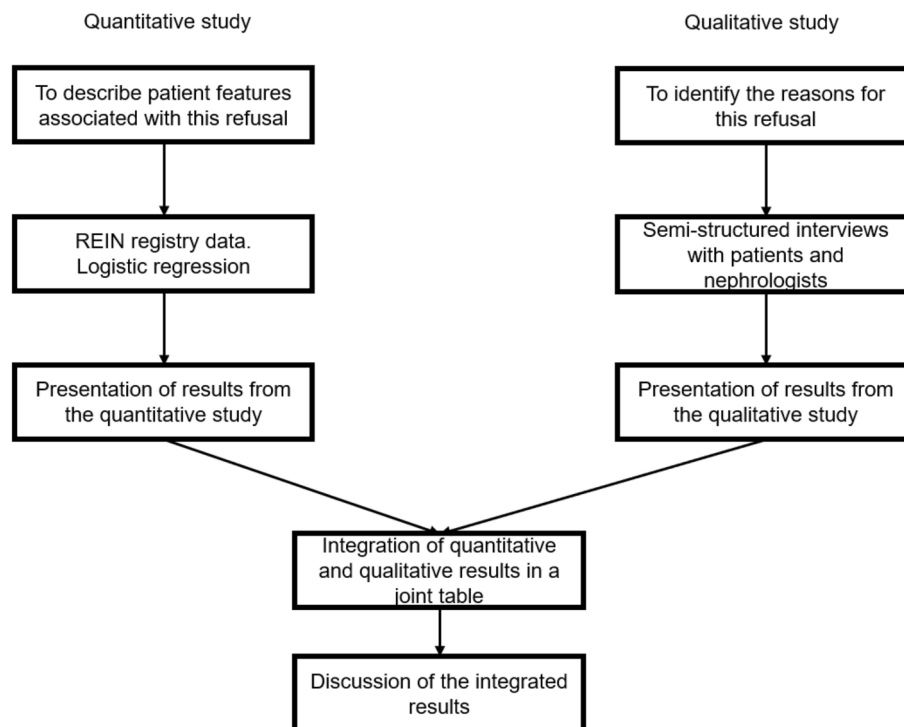 Quantitative study
Qualitative study
To describe patient features
associated with this refusal
To identify the reasons for
this refusal
REIN registry data.
Logistic regression
Semi-structured interviews
with patients and
nephrologists
Presentation of results from
the quantitative study
Presentation of results from
the qualitative study
Integration of quantitative
and qualitative results in a
joint table
Discussion of the integrated
results